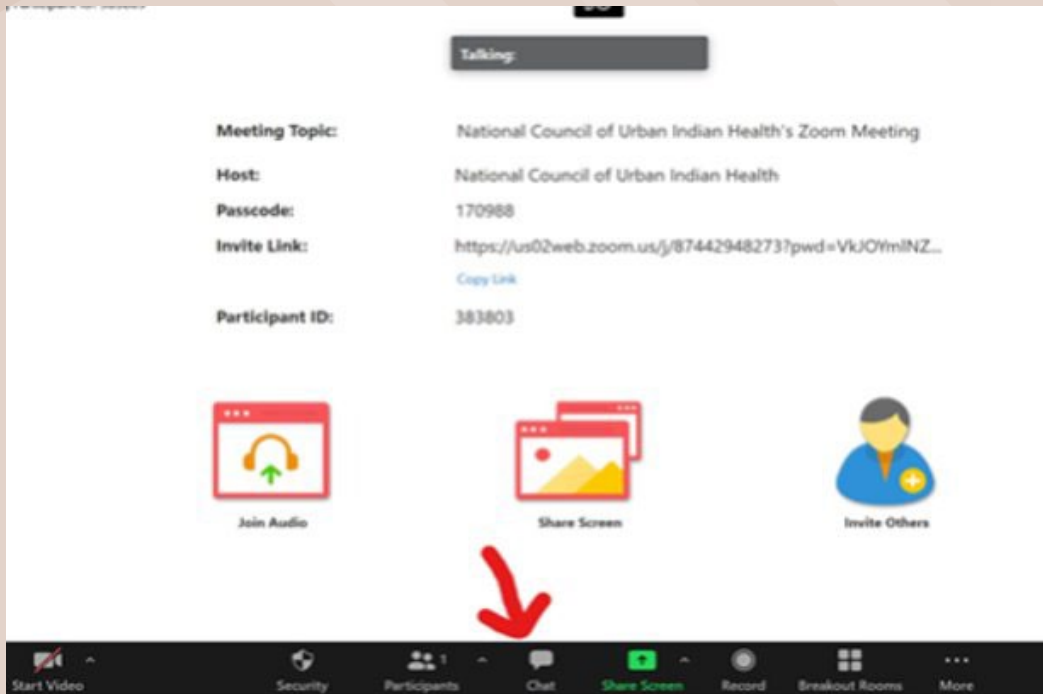 Talking:
Meeting Topic: National Council of Urban Indian Health's Zoom Meeting
Host: National Council of Urban Indian Health
Passcode: 170988
Invite Link: https://us02web.zoom.us/j/87442948273?pwd=VkJOYmlNZ...
Copy Link
Participant ID: 383803
Join Audio Share Screen Invite Others
1
Start Video Security Participants Chat Share Screen Record Breakout Rooms More